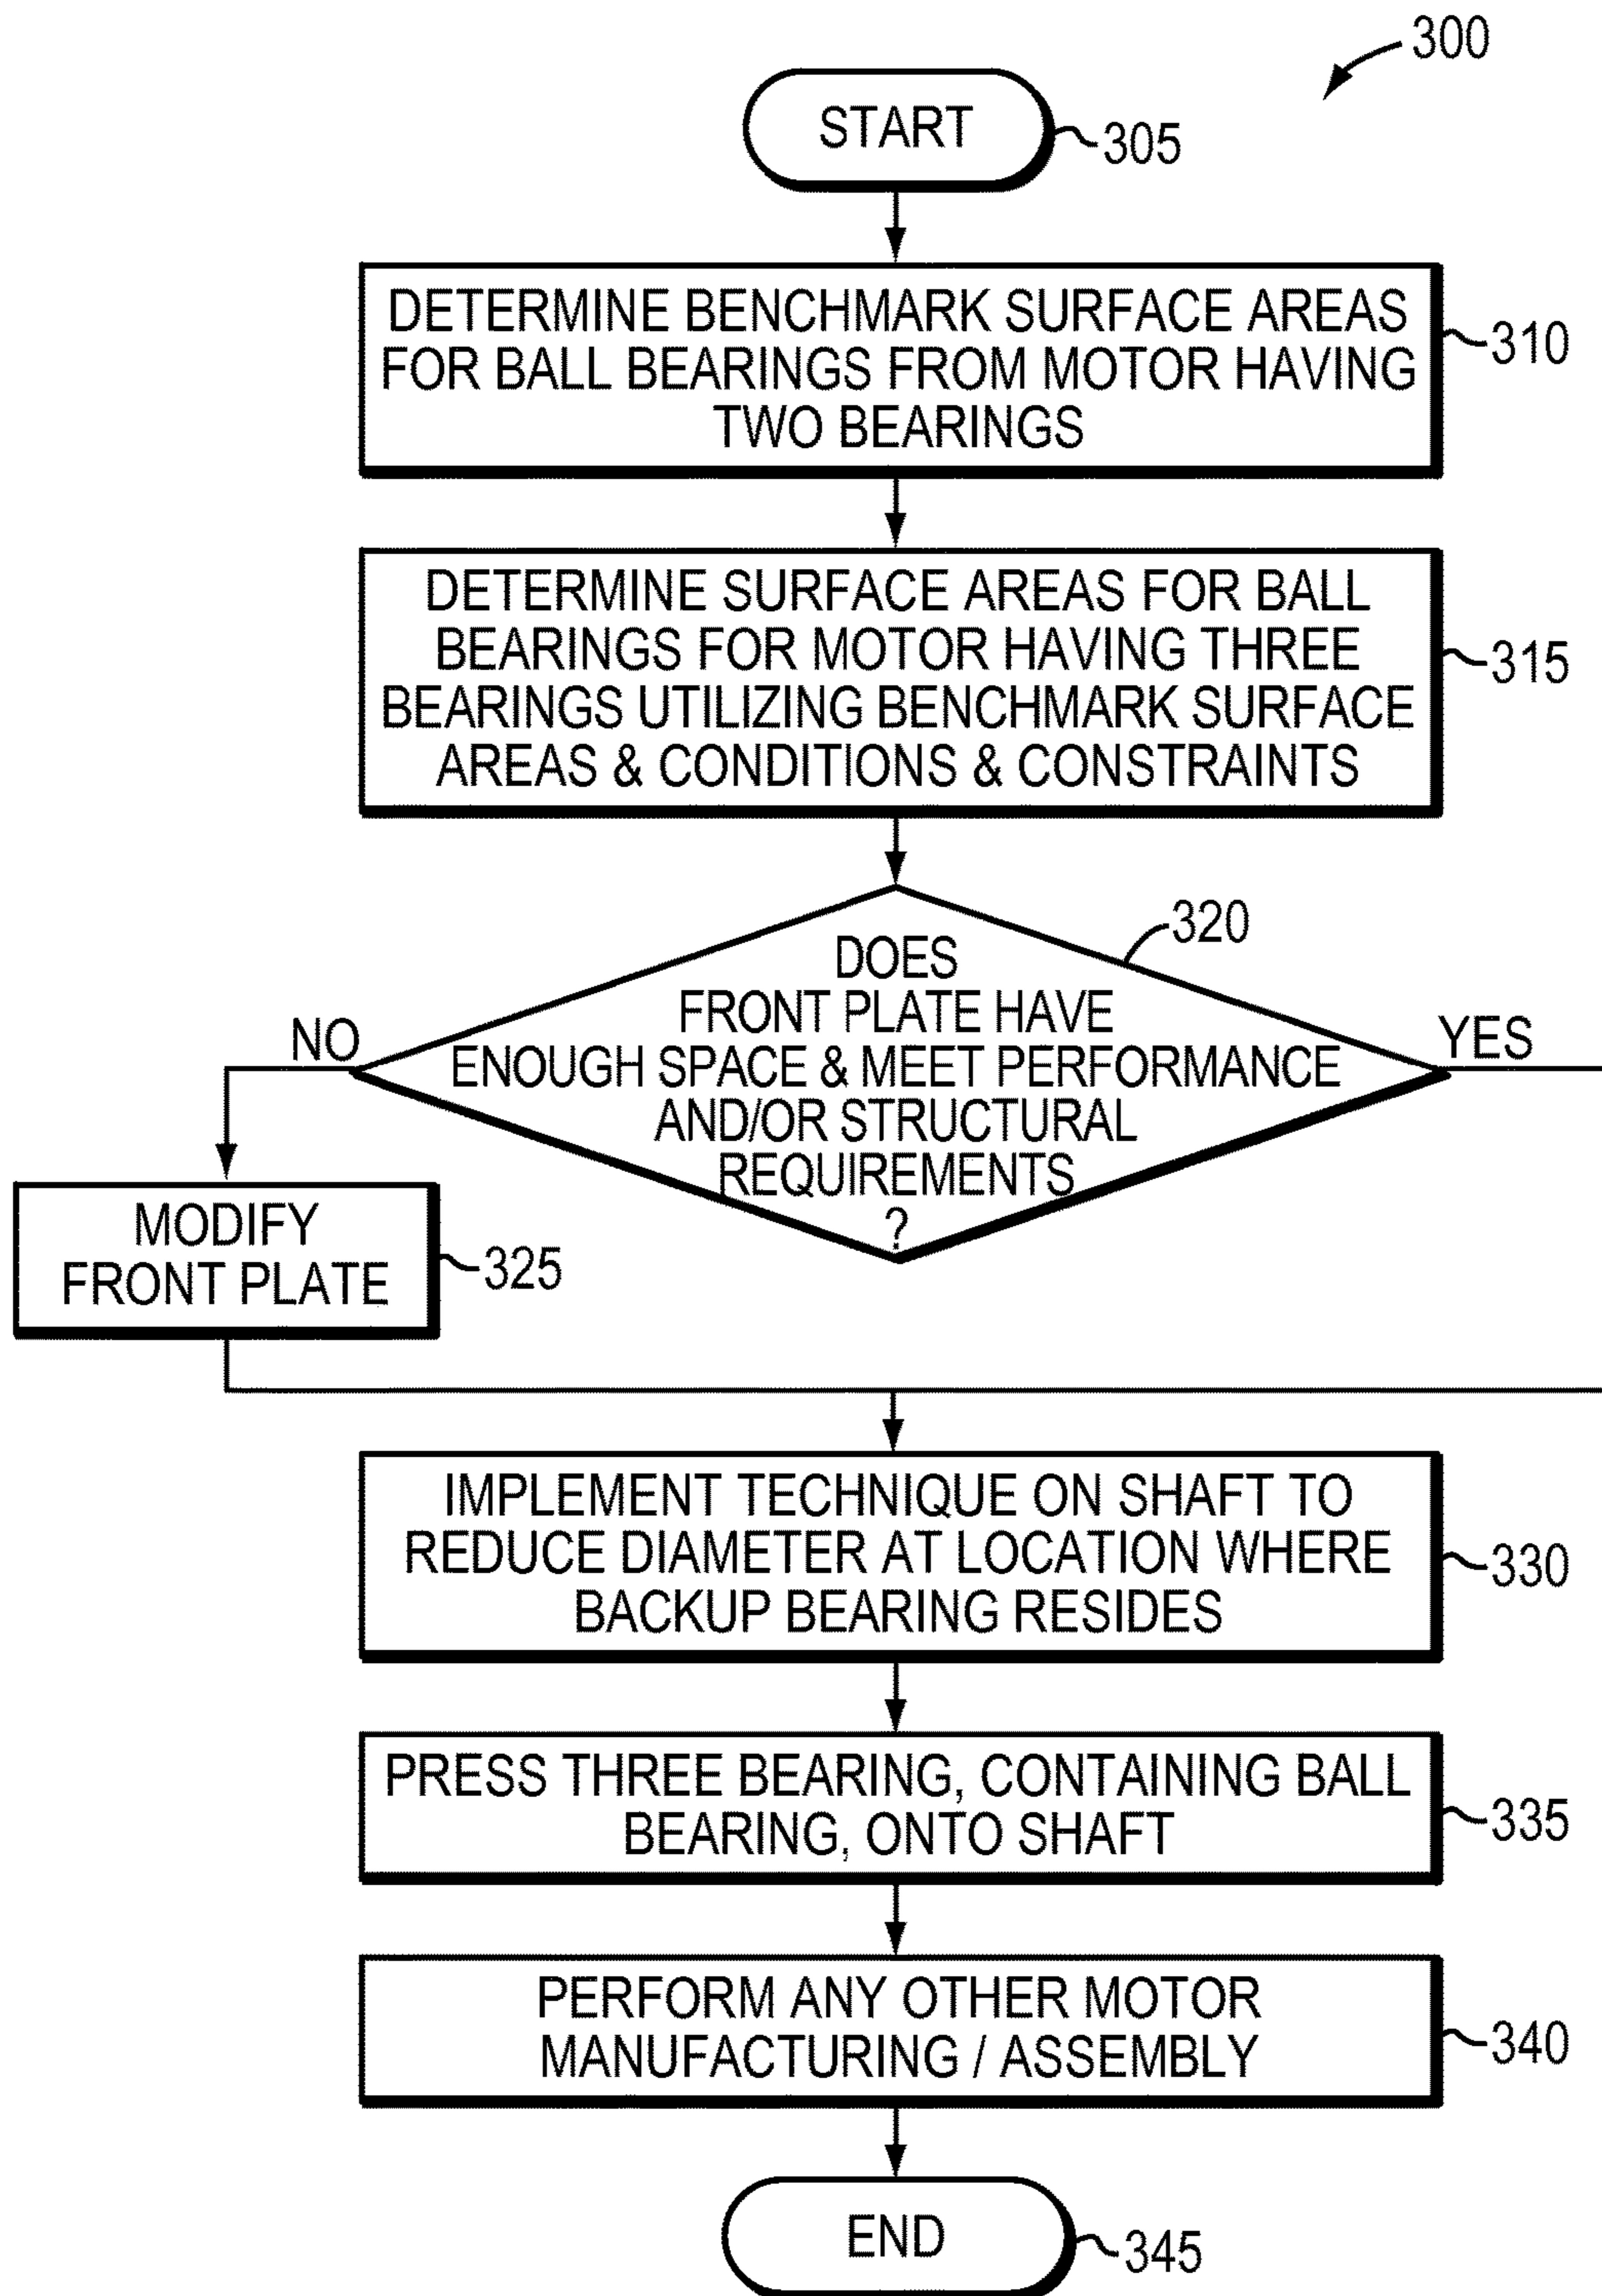 300
START
305
DETERMINE BENCHMARK SURFACE AREAS
FOR BALL BEARINGS FROM MOTOR HAVING
TWO BEARINGS
310
DETERMINE SURFACE AREAS FOR BALL
BEARINGS FOR MOTOR HAVING THREE
BEARINGS UTILIZING BENCHMARK SURFACE
AREAS & CONDITIONS & CONSTRAINTS
315
320
DOES
FRONT PLATE HAVE
ENOUGH SPACE & MEET PERFORMANCE
AND/OR STRUCTURAL
REQUIREMENTS
?
NO
YES
MODIFY
FRONT PLATE
325
IMPLEMENT TECHNIQUE ON SHAFT TO
REDUCE DIAMETER AT LOCATION WHERE
BACKUP BEARING RESIDES
330
PRESS THREE BEARING, CONTAINING BALL
BEARING, ONTO SHAFT
335
PERFORM ANY OTHER MOTOR
MANUFACTURING / ASSEMBLY
340
END
345